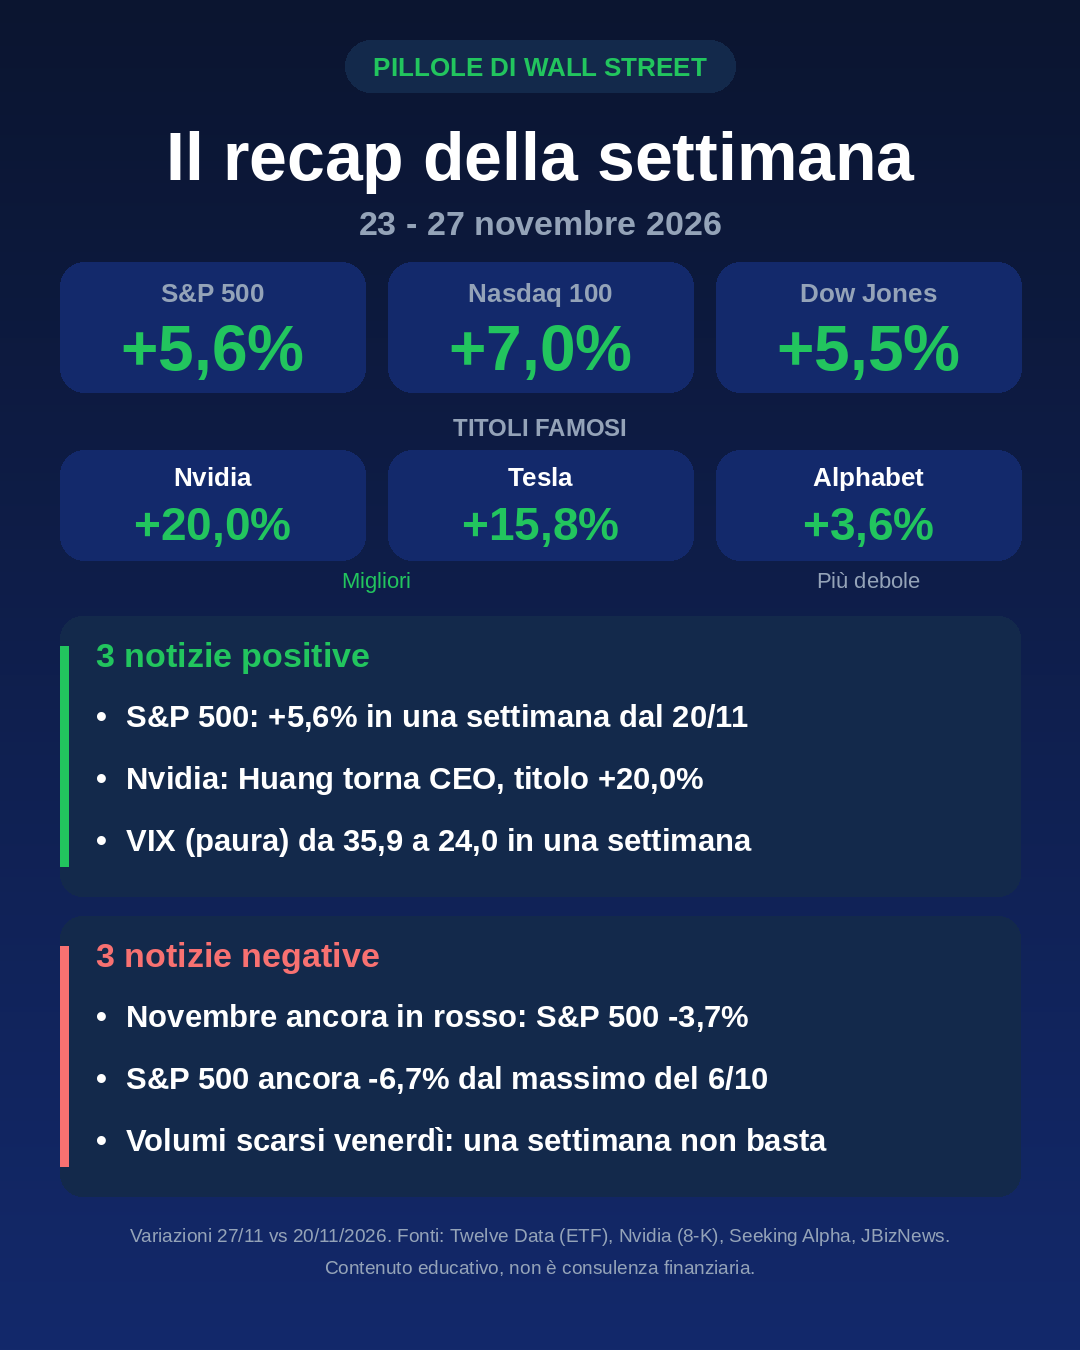 PILLOLE DI WALL STREET
Il recap della settimana
23 - 27 novembre 2026
S&P 500
+5,6%
Nasdaq 100
+7,0%
Dow Jones
+5,5%
TITOLI FAMOSI
Nvidia
+20,0%
Tesla
+15,8%
Alphabet
+3,6%
Migliori
Più debole
3 notizie positive
• S&P 500: +5,6% in una settimana dal 20/11
• Nvidia: Huang torna CEO, titolo +20,0%
• VIX (paura) da 35,9 a 24,0 in una settimana
3 notizie negative
• Novembre ancora in rosso: S&P 500 -3,7%
• S&P 500 ancora -6,7% dal massimo del 6/10
• Volumi scarsi venerdì: una settimana non basta
Variazioni 27/11 vs 20/11/2026. Fonti: Twelve Data (ETF), Nvidia (8-K), Seeking Alpha, JBizNews.
Contenuto educativo, non è consulenza finanziaria.